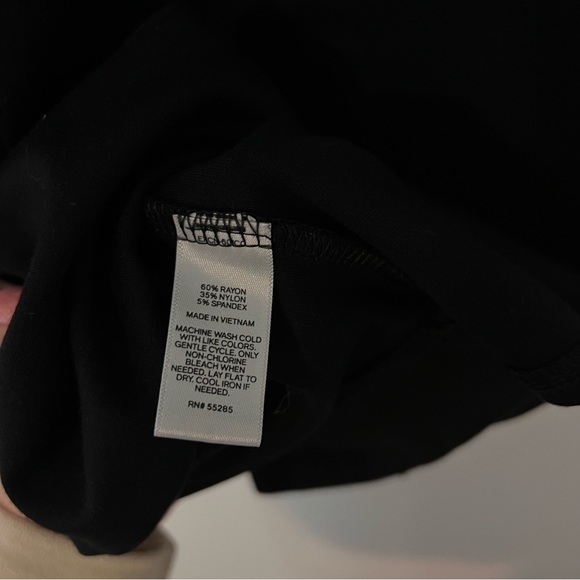 60% RAYON
35% NYLON
5% SPANDEX
MADE IN VIETNAM
MACHINE WASH COLD
WITH LIKE COLORS.
GENTLE CYCLE. ONLY
NON-CHLORINE
BLEACH WHEN
NEEDED. LAY FLAT TO
DRY. COOL IRON IF
NEEDED.
RN# 55285